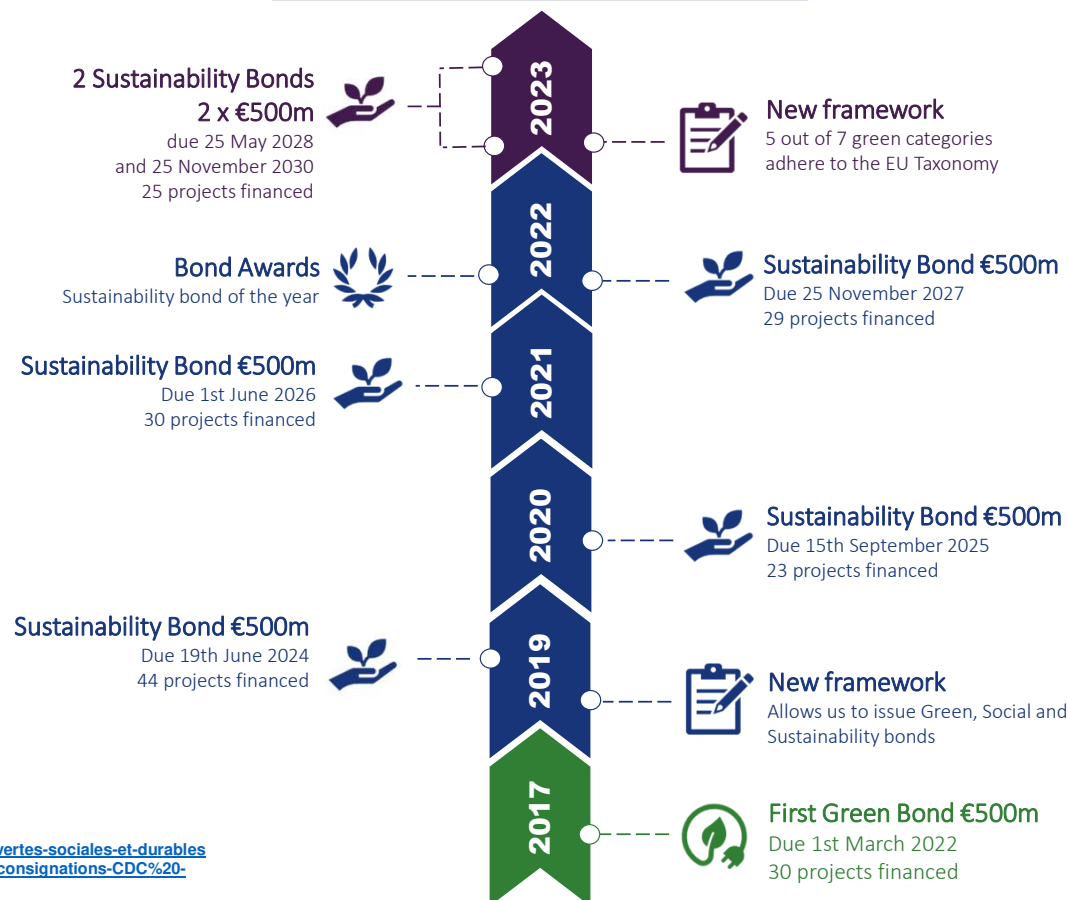 2023
2 Sustainability Bonds
2 x €500m
due 25 May 2028
and 25 November 2030
25 projects financed
New framework
5 out of 7 green categories
adhere to the EU Taxonomy
2022
Bond Awards
Sustainability bond of the year
Sustainability Bond €500m
Due 25 November 2027
29 projects financed
2021
Sustainability Bond €500m
Due 1st June 2026
30 projects financed
2020
Sustainability Bond €500m
Due 15th September 2025
23 projects financed
2019
Sustainability Bond €500m
Due 19th June 2024
44 projects financed
New framework
Allows us to issue Green, Social and
Sustainability bonds
2017
First Green Bond €500m
Due 1st March 2022
30 projects financed
vertes-sociales-et-durables
consignations-CDC%20-